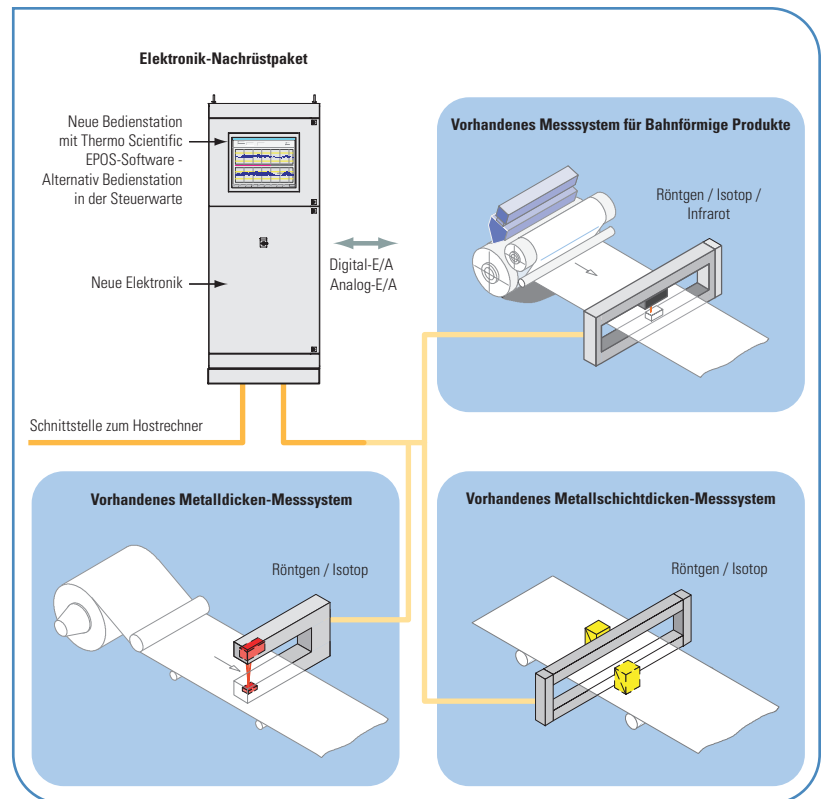 Elektronik-Nachrüstpaket
Neue Bedienstation
mit Thermo Scientific
EPOS-Software -
Alternativ Bedienstation
in der Steuerwarte
Neue Elektronik
Digital-E/A
Analog-E/A
Schnittstelle zum Hostrechner
Vorhandenes Messsystem für Bahnförmige Produkte
Röntgen / Isotop /
Infrarot
Vorhandenes Metalldicken-Messsystem
Röntgen / Isotop
Vorhandenes Metallschichtdicken-Messsystem
Röntgen / Isotop